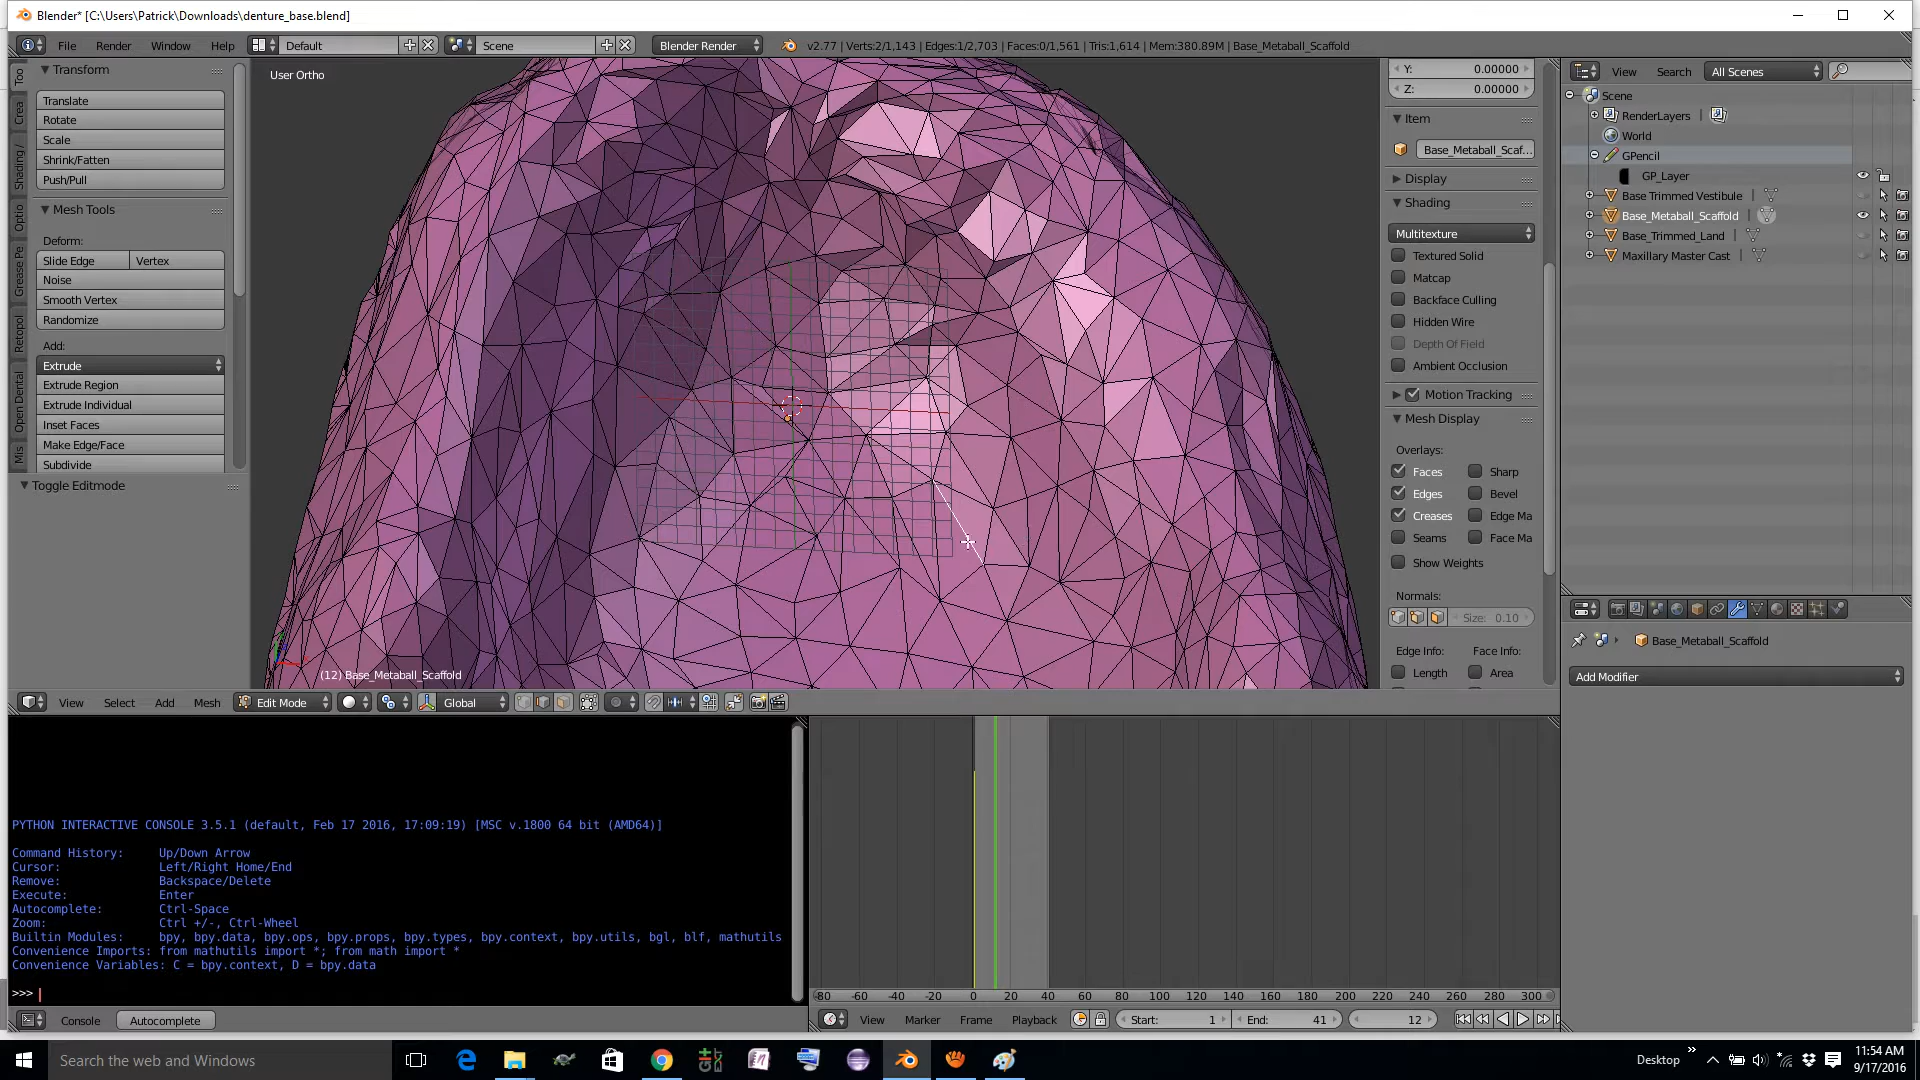 Blender* [C:\Users\Patrick\Downloads\denture_base.blend]
File Render Window Help Default Scene Blender Render v2.77 | Verts:2/1,143 | Edges:1/2,703 | Faces:0/1,561 | Tris:1,614 | Mem:380.89M | Base_Metaball_Scaffold
Too
Crea
Shading /
Optio
Grease Pe
Retopol
Open Dental
Mis
Transform
Translate
Rotate
Scale
Shrink/Fatten
Push/Pull
Mesh Tools
Deform:
Slide Edge Vertex
Noise
Smooth Vertex
Randomize
Add:
Extrude
Extrude Region
Extrude Individual
Inset Faces
Make Edge/Face
Subdivide
Toggle Editmode
User Ortho
(12) Base_Metaball_Scaffold
View Select Add Mesh Edit Mode Global
Y: 0.00000
Z: 0.00000
Item
Base_Metaball_Scaf...
Display
Shading
Multitexture
Textured Solid
Matcap
Backface Culling
Hidden Wire
Depth Of Field
Ambient Occlusion
Motion Tracking
Mesh Display
Overlays:
Faces Sharp
Edges Bevel
Creases Edge Ma
Seams Face Ma
Show Weights
Normals:
Size: 0.10
Edge Info: Face Info:
Length Area
View Search All Scenes
Scene
RenderLayers |
World
GPencil
GP_Layer
Base Trimmed Vestibule |
Base_Metaball_Scaffold |
Base_Trimmed_Land |
Maxillary Master Cast |
Base_Metaball_Scaffold
Add Modifier
PYTHON INTERACTIVE CONSOLE 3.5.1 (default, Feb 17 2016, 17:09:19) [MSC v.1800 64 bit (AMD64)]
Command History: Up/Down Arrow
Cursor: Left/Right Home/End
Remove: Backspace/Delete
Execute: Enter
Autocomplete: Ctrl-Space
Zoom: Ctrl +/-, Ctrl-Wheel
Builtin Modules: bpy, bpy.data, bpy.ops, bpy.props, bpy.types, bpy.context, bpy.utils, bgl, blf, mathutils
Convenience Imports: from mathutils import *; from math import *
Convenience Variables: C = bpy.context, D = bpy.data
>>>
Console Autocomplete
-80 -60 -40 -20 0 20 40 60 80 100 120 140 160 180 200 220 240 260 280 300
View Marker Frame Playback Start: 1 End: 41 12
Search the web and Windows
Desktop
11:54 AM
9/17/2016